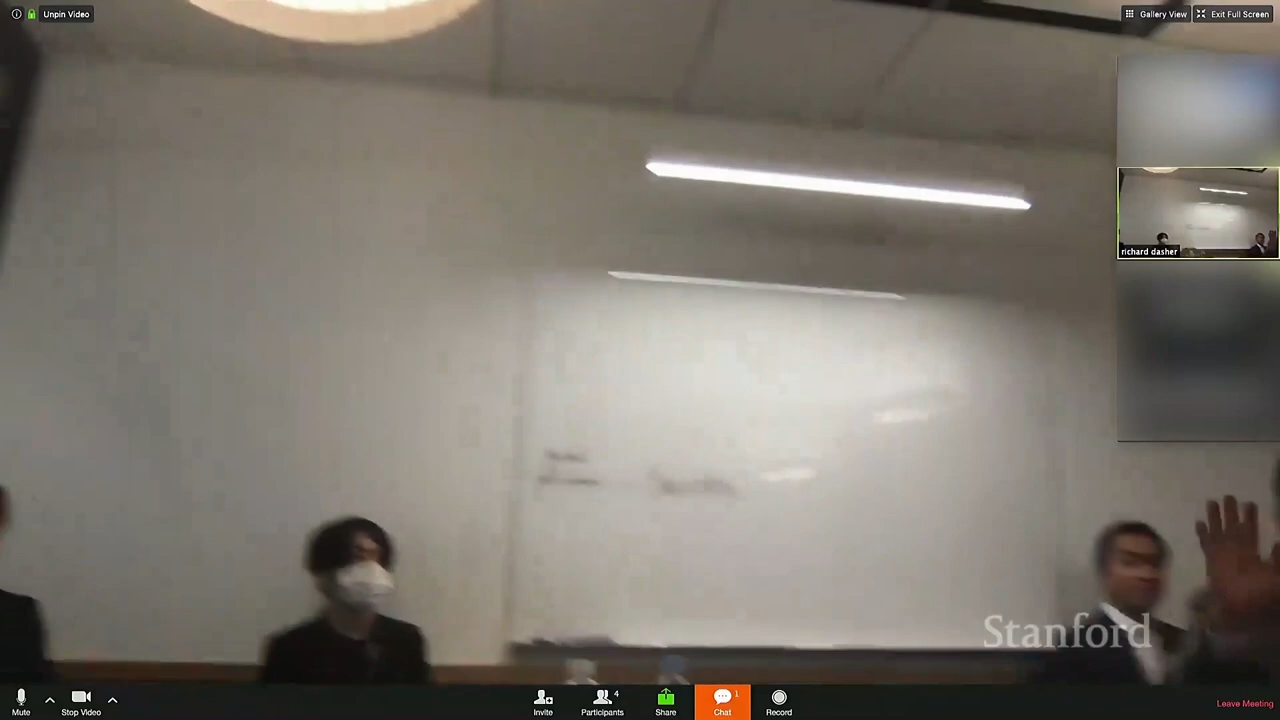 Unpin Video
Gallery View
Exit Full Screen
richard dasher
Stanford
Mute
Stop Video
Invite
Participants
4
Share
Chat
1
Record
Leave Meeting